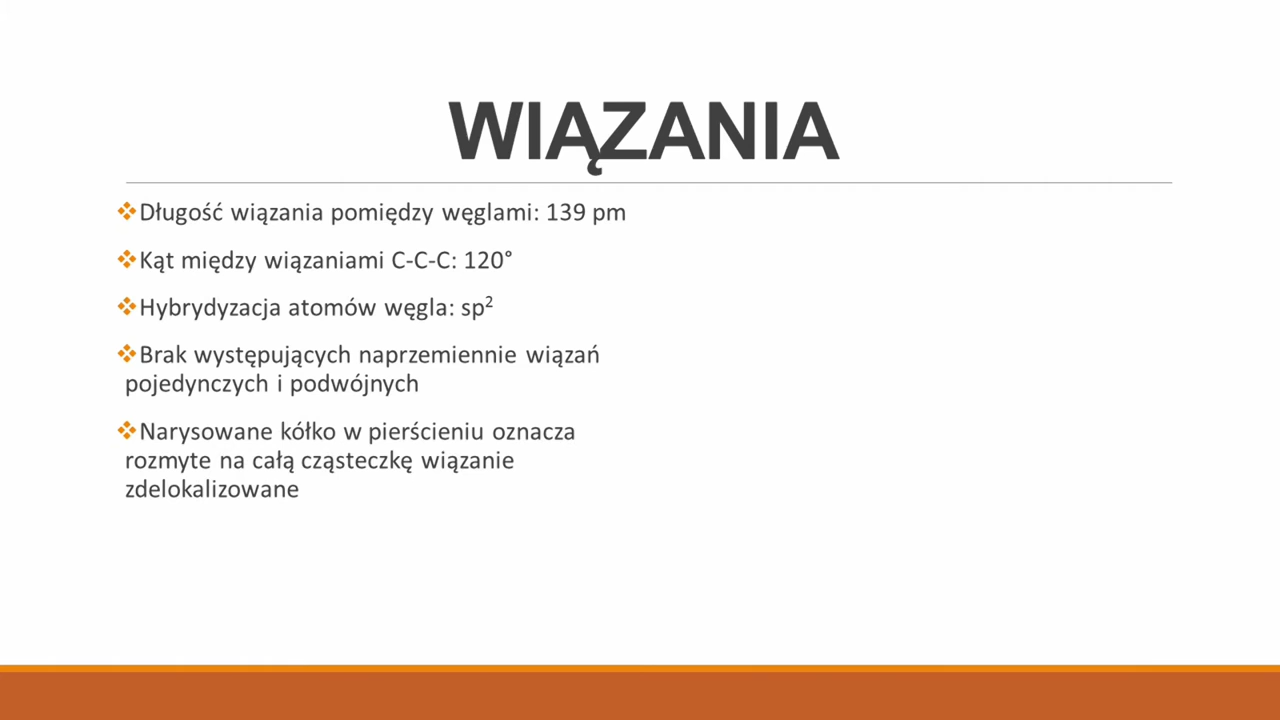 WIĄZANIA
❖Długość wiązania pomiędzy węglami: 139 pm
❖Kąt między wiązaniami C-C-C: 120°
❖Hybrydyzacja atomów węgla: sp²
❖Brak występujących naprzemiennie wiązań
pojedynczych i podwójnych
❖Narysowane kółko w pierścieniu oznacza
rozmyte na całą cząsteczkę wiązanie
zdelokalizowane